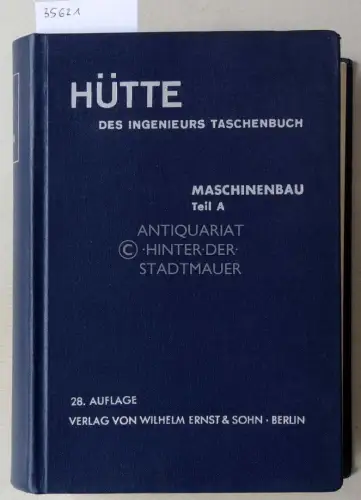 35621
HÜTTE
DES INGENIEURS TASCHENBUCH
MASCHINENBAU
Teil A
ANTIQUARIAT
© ·HINTER·DER·
STADTMAUER
28. AUFLAGE
VERLAG VON WILHELM ERNST & SOHN · BERLIN